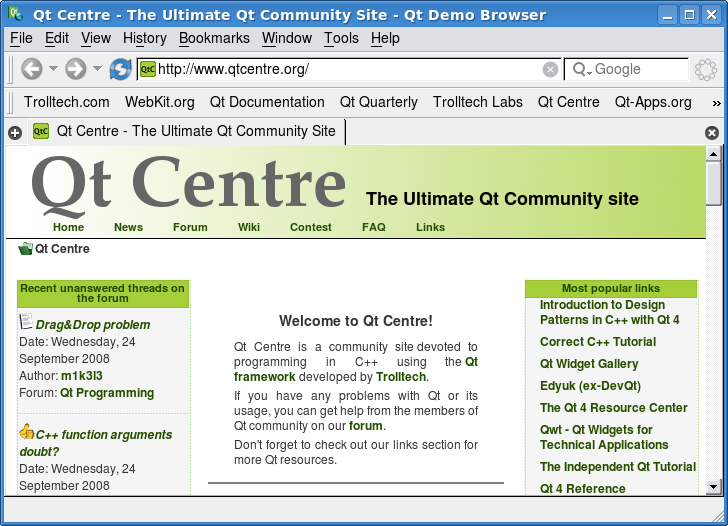 Qt Centre - The Ultimate Qt Community Site - Qt Demo Browser
File Edit View History Bookmarks Window Tools Help
QtC http://www.qtcentre.org/ Google
Trolltech.com WebKit.org Qt Documentation Qt Quarterly Trolltech Labs Qt Centre Qt-Apps.org »
QtC Qt Centre - The Ultimate Qt Community Site
Qt Centre The Ultimate Qt Community site
Home News Forum Wiki Contest FAQ Links
Qt Centre
Recent unanswered threads on
the forum
Drag&Drop problem
Date: Wednesday, 24
September 2008
Author: m1k3l3
Forum: Qt Programming
C++ function arguments
doubt?
Date: Wednesday, 24
September 2008
Welcome to Qt Centre!
Qt Centre is a community site devoted to
programming in C++ using the Qt
framework developed by Trolltech.
If you have any problems with Qt or its
usage, you can get help from the members of
Qt community on our forum.
Don't forget to check out our links section for
more Qt resources.
Most popular links
Introduction to Design
Patterns in C++ with Qt 4
Correct C++ Tutorial
Qt Widget Gallery
Edyuk (ex-DevQt)
The Qt 4 Resource Center
Qwt - Qt Widgets for
Technical Applications
The Independent Qt Tutorial
Qt 4 Reference